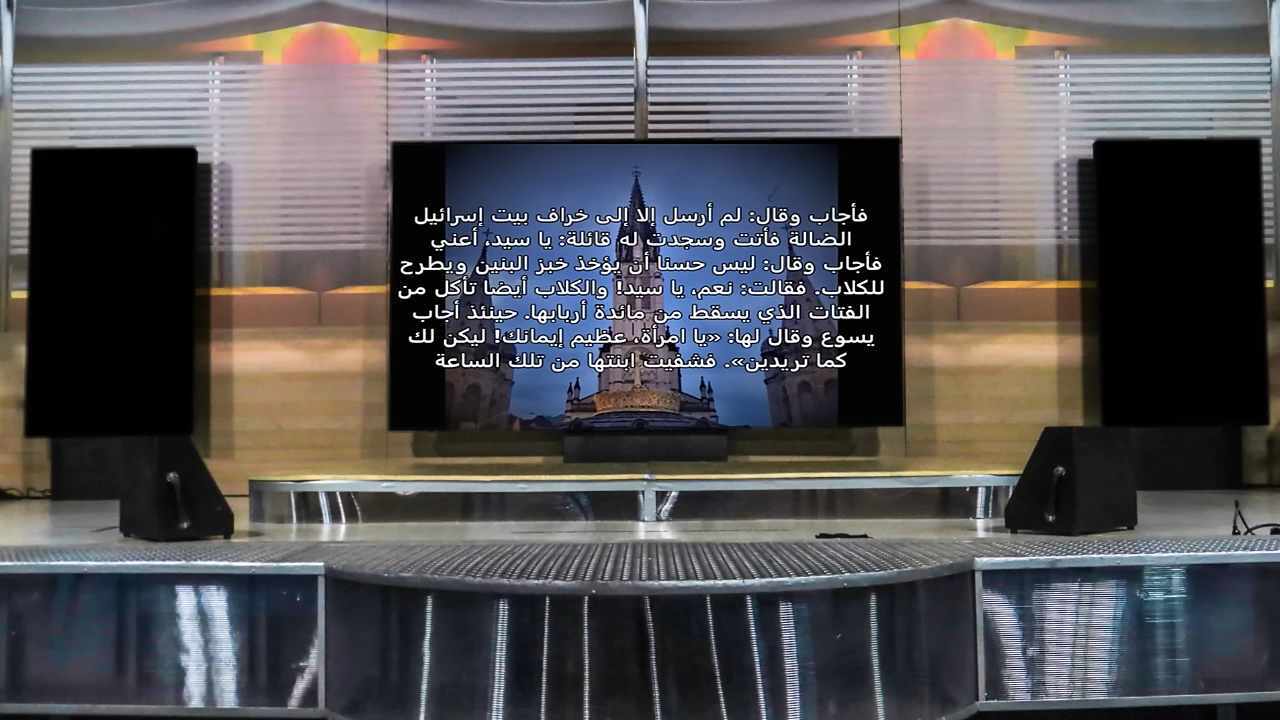 فأجاب وقال: لم أرسل إلا إلى خراف بيت إسرائيل
الضالة فأتت وسجدت له قائلة: يا سيد، أعني
فأجاب وقال: ليس حسنا أن يؤخذ خبز البنين ويطرح
للكلاب. فقالت: نعم، يا سيد! والكلاب أيضا تأكل من
الفتات الذي يسقط من مائدة أربابها. حينئذ أجاب
يسوع وقال لها: «يا امرأة، عظيم إيمانك! ليكن لك
كما تريدين». فشفيت ابنتها من تلك الساعة